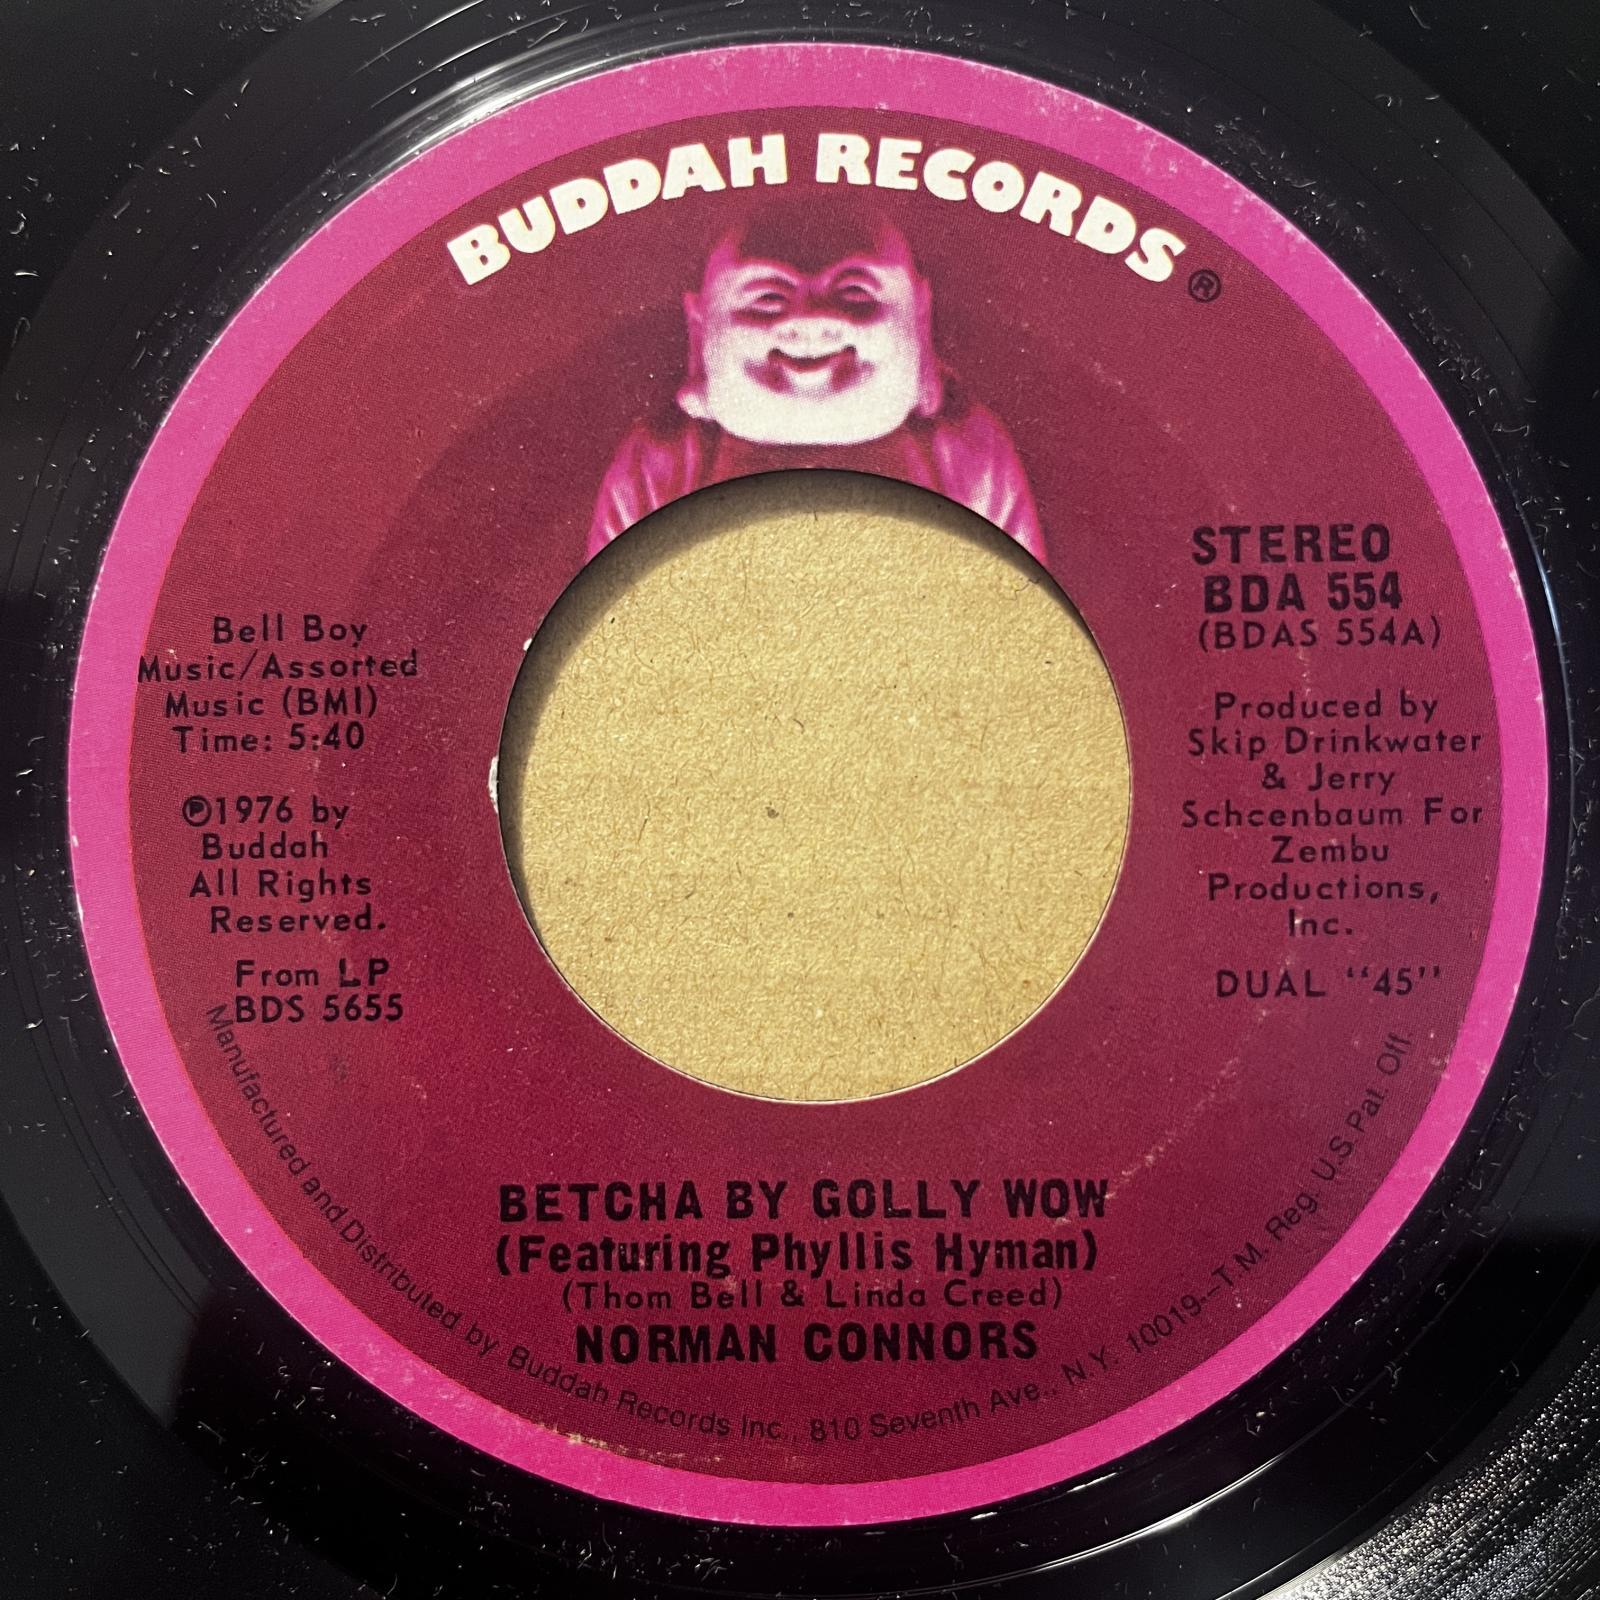 BUDDAH RECORDS ®
Bell Boy
Music/Assorted
Music (BMI)
Time: 5:40
℗1976 by
Buddah
All Rights
Reserved.
From LP
BDS 5655
STEREO
BDA 554
(BDAS 554A)
Produced by
Skip Drinkwater
& Jerry
Schcenbaum For
Zembu
Productions,
Inc.
DUAL “45”
BETCHA BY GOLLY WOW
(Featuring Phyllis Hyman)
(Thom Bell & Linda Creed)
NORMAN CONNORS
Manufactured and Distributed by Buddah Records Inc., 810 Seventh Ave., N.Y. 10019.–T.M. Reg. U.S. Pat. Off.